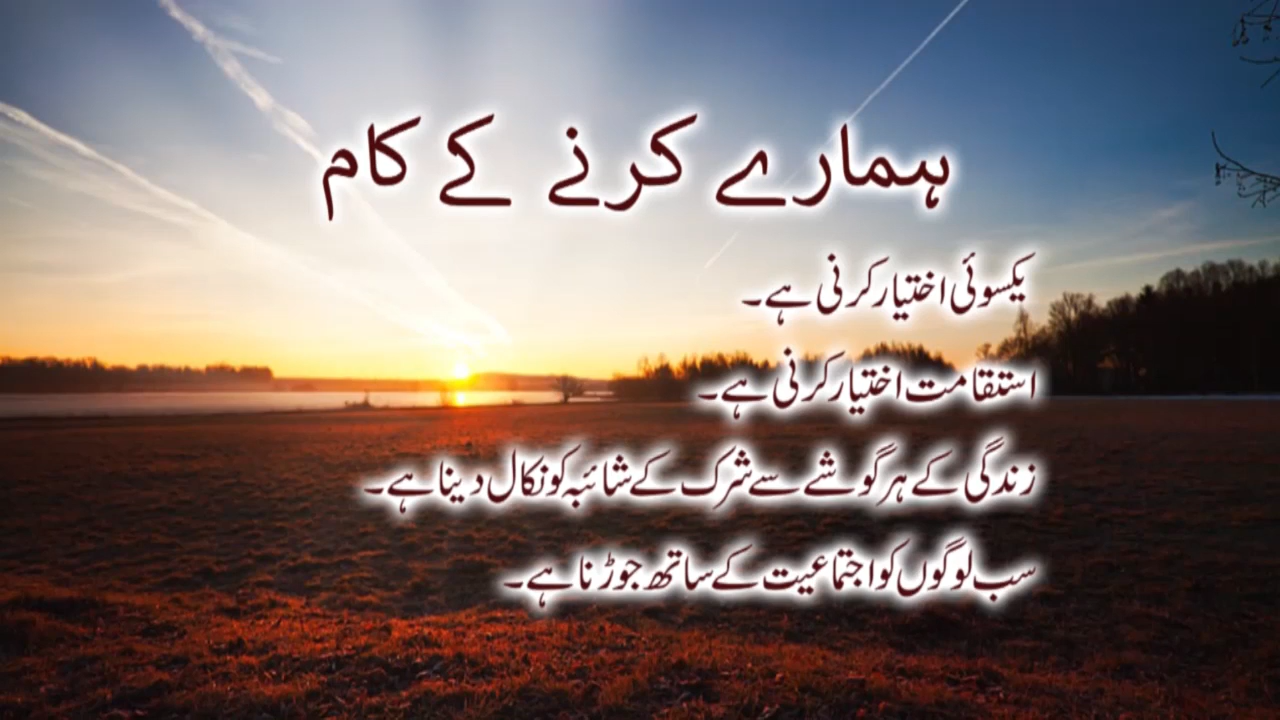 ہمارے کرنے کے کام
یکسوئی اختیار کرنی ہے۔
استقامت اختیار کرنی ہے۔
زندگی کے ہر گوشے سے شرک کے شائبہ کو نکال دینا ہے۔
سب لوگوں کو اجتماعیت کے ساتھ جوڑنا ہے۔